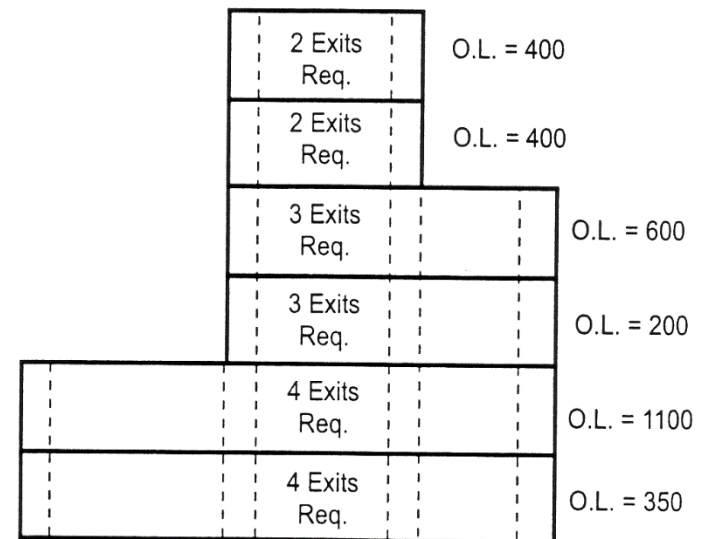 2 Exits
Req.
O.L. = 400
2 Exits
Req.
O.L. = 400
3 Exits
Req.
O.L. = 600
3 Exits
Req.
O.L. = 200
4 Exits
Req.
O.L. = 1100
4 Exits
Req.
O.L. = 350